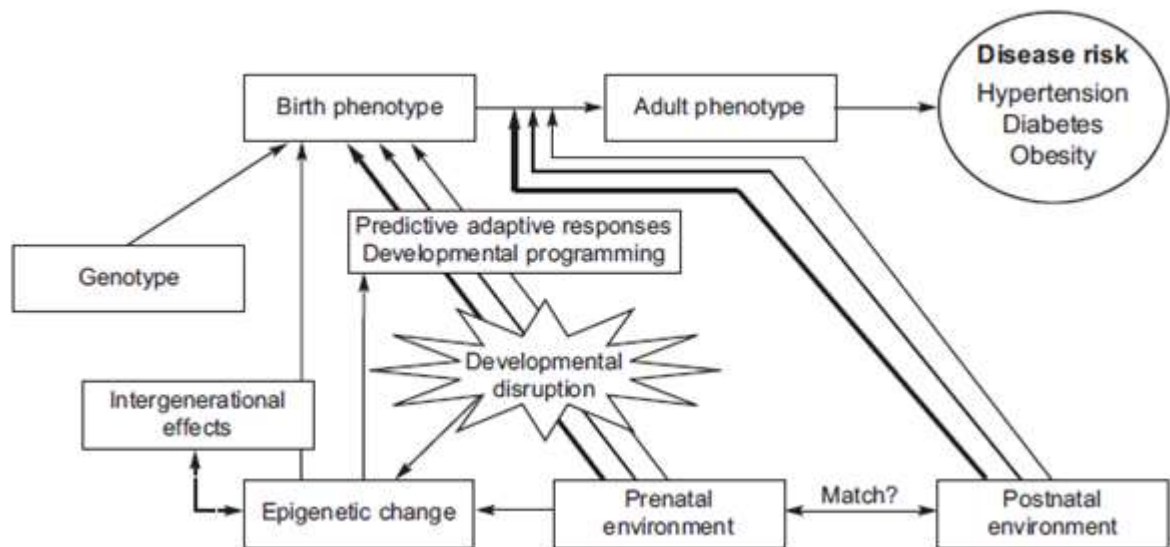 Disease risk
Hypertension
Diabetes
Obesity
Birth phenotype
Adult phenotype
Predictive adaptive responses
Developmental programming
Genotype
Developmental
disruption
Intergenerational
effects
Epigenetic change
Prenatal
environment
Match?
Postnatal
environment